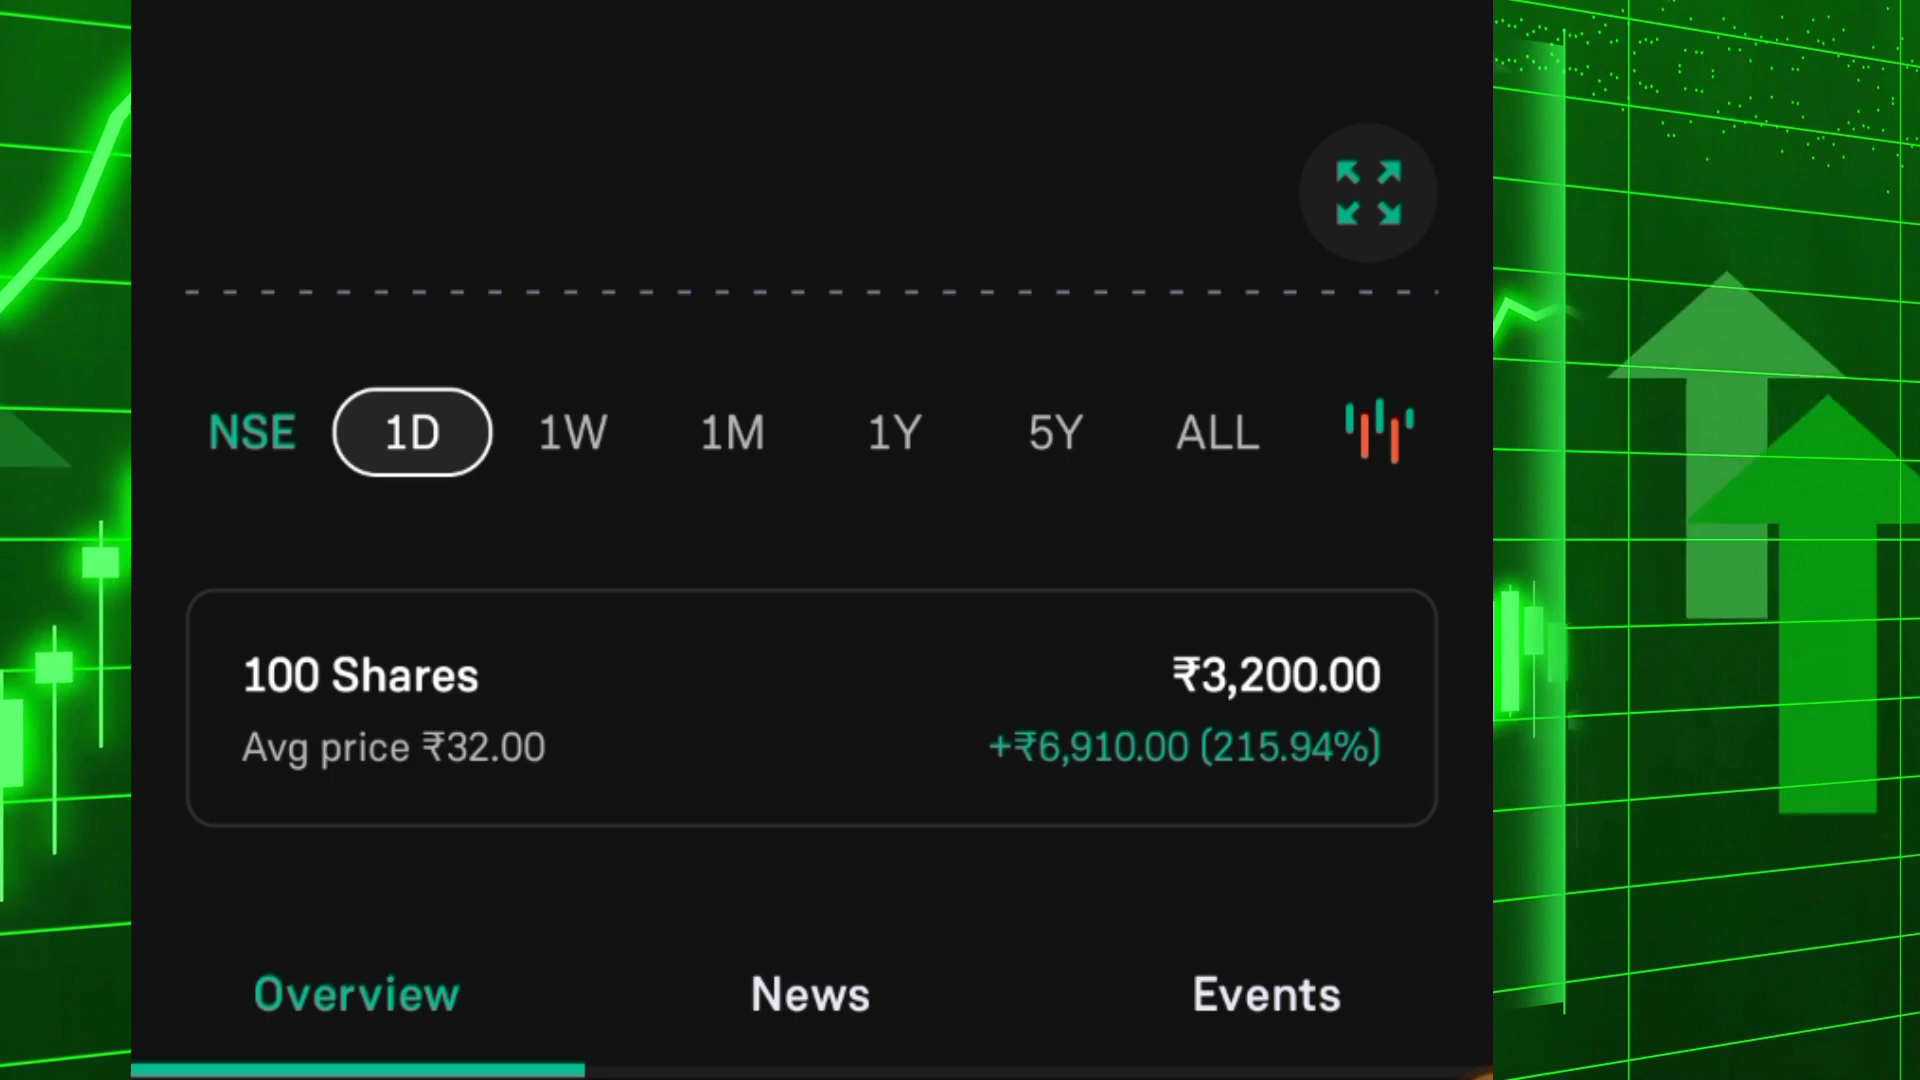 NSE 1D 1W 1M 1Y 5Y ALL
100 Shares ₹3,200.00
Avg price ₹32.00 +₹6,910.00 (215.94%)
Overview News Events